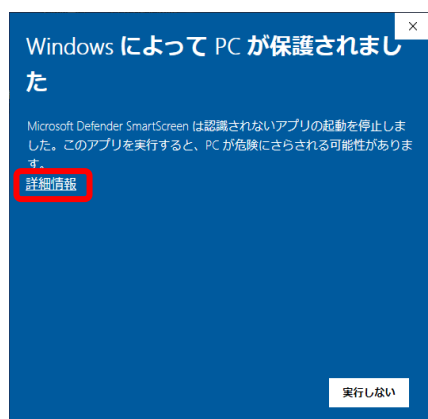 Windows によって PC が保護されまし
た
Microsoft Defender SmartScreen は認識されないアプリの起動を停止しま
した。このアプリを実行すると、PC が危険にさらされる可能性がありま
す。
詳細情報
実行しない